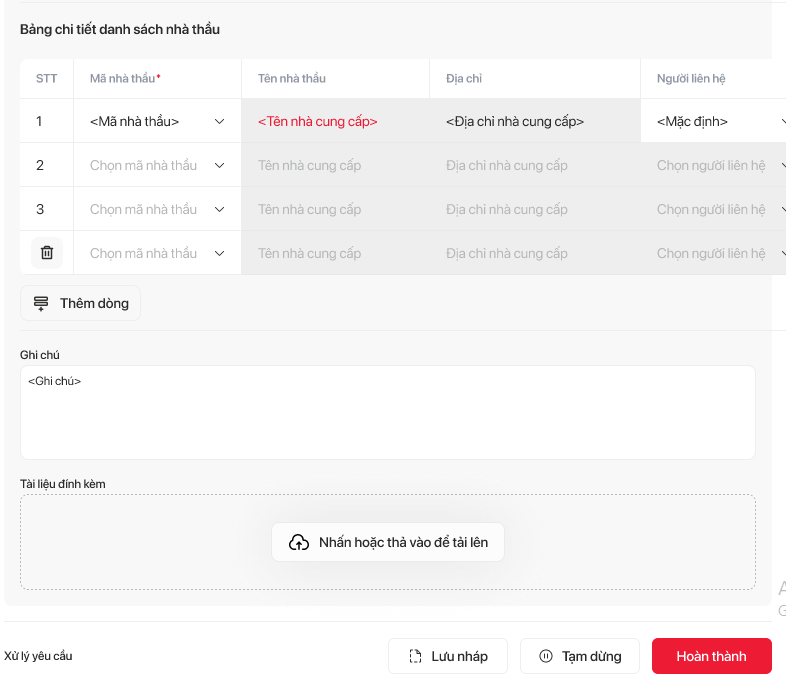 Bảng chi tiết danh sách nhà thầu
STT Mã nhà thầu* Tên nhà thầu Địa chỉ Người liên hệ
1 <Mã nhà thầu> <Tên nhà cung cấp> <Địa chỉ nhà cung cấp> <Mặc định>
2 Chọn mã nhà thầu Tên nhà cung cấp Địa chỉ nhà cung cấp Chọn người liên hệ
3 Chọn mã nhà thầu Tên nhà cung cấp Địa chỉ nhà cung cấp Chọn người liên hệ
Chọn mã nhà thầu Tên nhà cung cấp Địa chỉ nhà cung cấp Chọn người liên hệ
Thêm dòng
Ghi chú
<Ghi chú>
Tài liệu đính kèm
Nhấn hoặc thả vào để tải lên
Xử lý yêu cầu Lưu nháp Tạm dừng Hoàn thành